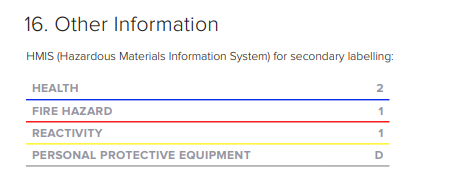 16. Other Information
HMIS (Hazardous Materials Information System) for secondary labelling:
HEALTH 2
FIRE HAZARD 1
REACTIVITY 1
PERSONAL PROTECTIVE EQUIPMENT D